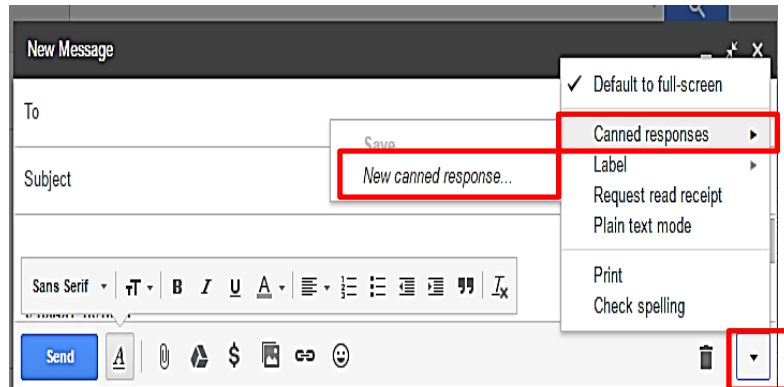 New Message
To
Subject
Save
New canned response...
✓ Default to full-screen
Canned responses
Label
Request read receipt
Plain text mode
Print
Check spelling
Sans Serif
B I U A
Send A $